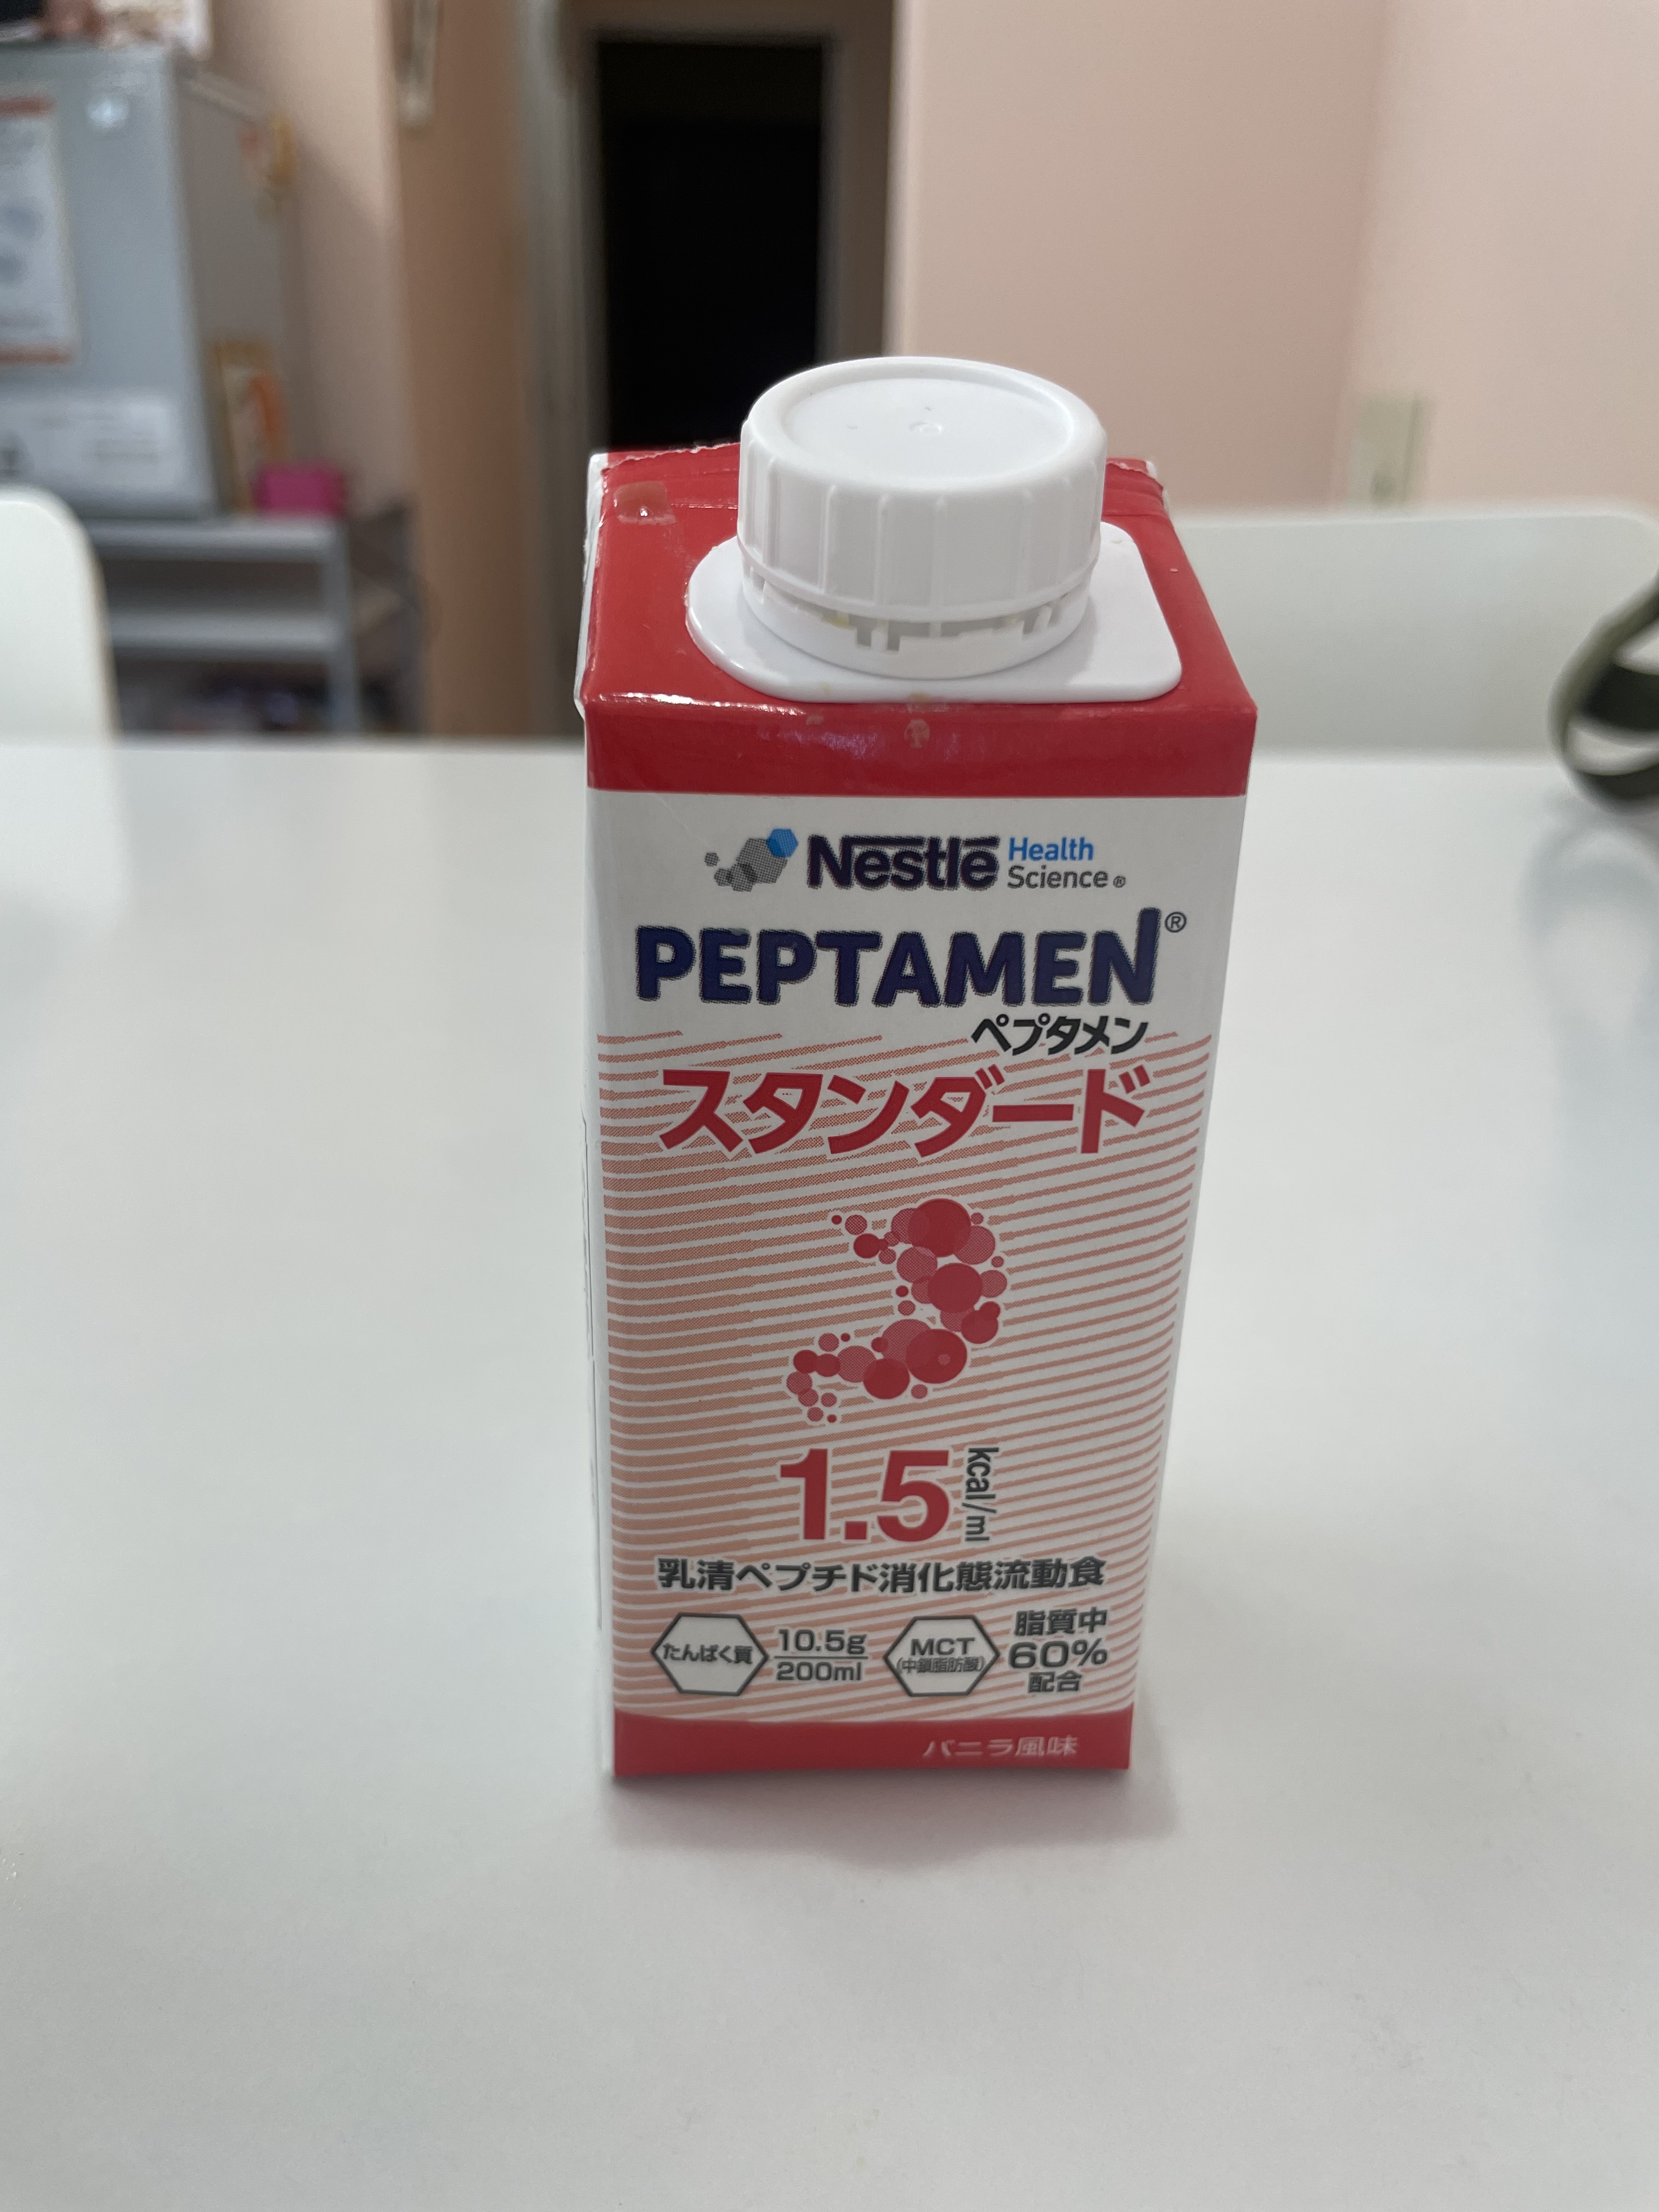 Nestlē Health Science®
PEPTAMEN®
ペプタメン
スタンダード
1.5 kcal/ml
乳清ペプチド消化態流動食
たんぱく質 10.5g 200ml
MCT (中鎖脂肪酸) 脂質中 60% 配合
バニラ風味